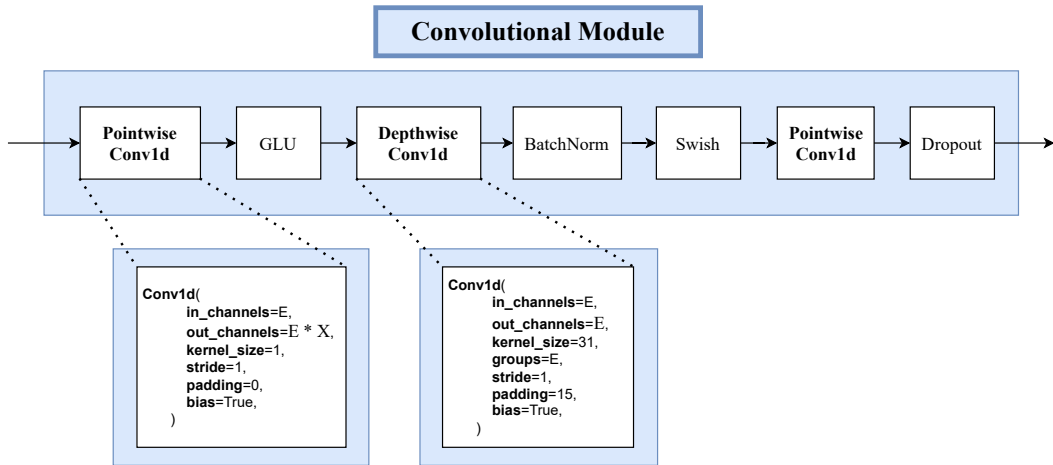 Convolutional Module
Pointwise
Conv1d
GLU
Depthwise
Conv1d
BatchNorm
Swish
Pointwise
Conv1d
Dropout
Conv1d(
in_channels=E,
out_channels=E * X,
kernel_size=1,
stride=1,
padding=0,
bias=True,
)
Conv1d(
in_channels=E,
out_channels=E,
kernel_size=31,
groups=E,
stride=1,
padding=15,
bias=True,
)